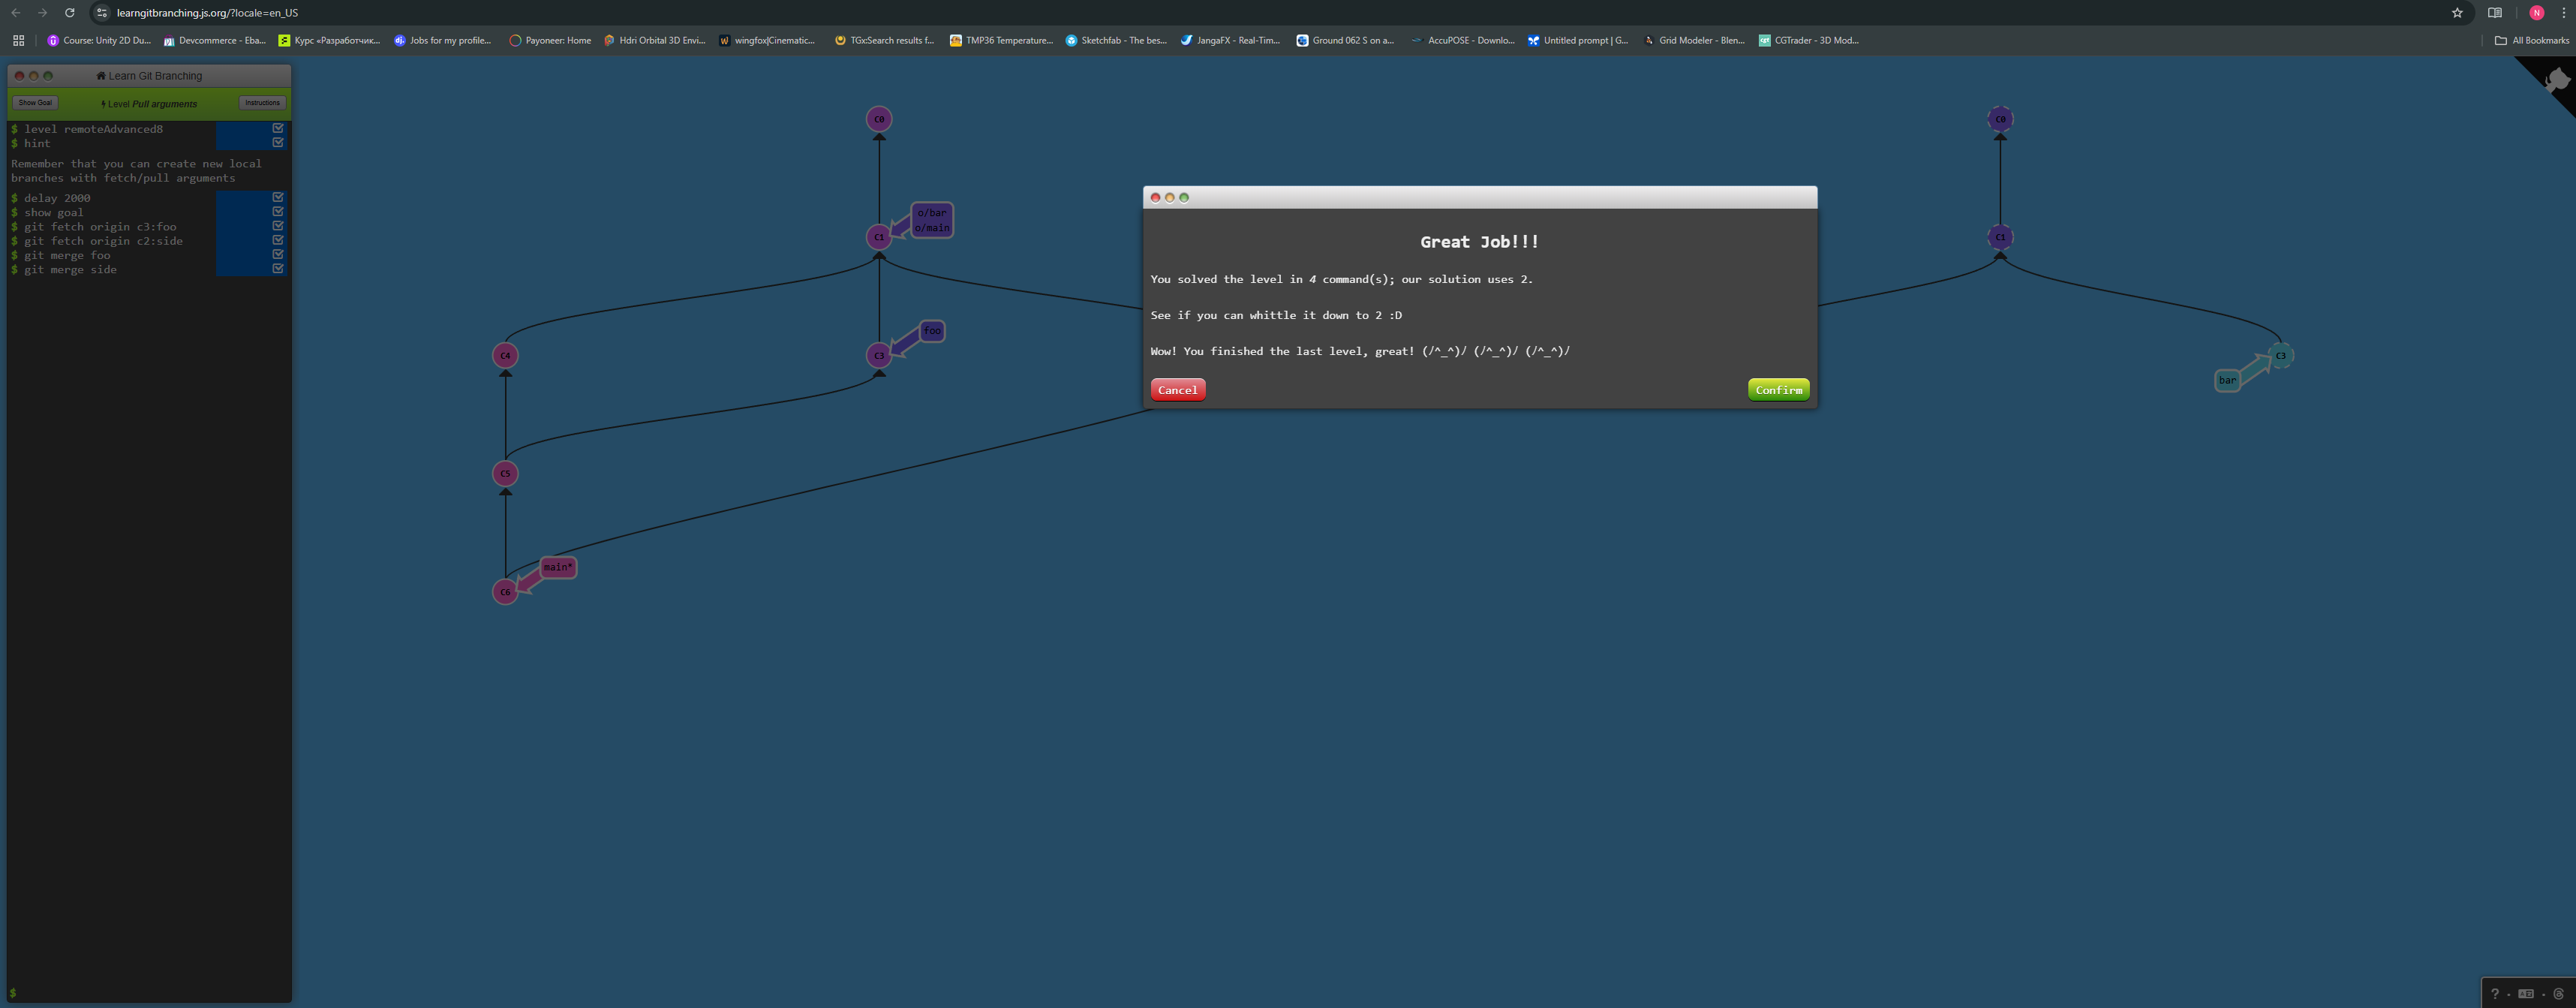 learngitbranching.js.org/?locale=en_US
Course: Unity 2D Du... Devcommerce - Eba... Курс «Разработчик... Jobs for my profile... Payoneer: Home Hdri Orbital 3D Envi... wingfox|Cinematic... TGx:Search results f... TMP36 Temperature... Sketchfab - The bes... JangaFX - Real-Tim... Ground 062 S on a... AccuPOSE - Downlo... Untitled prompt | G... Grid Modeler - Blen... CGTrader - 3D Mod... All Bookmarks
Learn Git Branching
Show Goal Level Pull arguments Instructions
$ level remoteAdvanced8
$ hint
Remember that you can create new local
branches with fetch/pull arguments
$ delay 2000
$ show goal
$ git fetch origin c3:foo
$ git fetch origin c2:side
$ git merge foo
$ git merge side
$
C0
C1
o/bar
o/main
C4
C3
foo
C5
C6
main*
Great Job!!!
You solved the level in 4 command(s); our solution uses 2.
See if you can whittle it down to 2 :D
Wow! You finished the last level, great! (/^_^)/ (/^_^)/ (/^_^)/
Cancel
Confirm
C0
C1
C3
bar
?